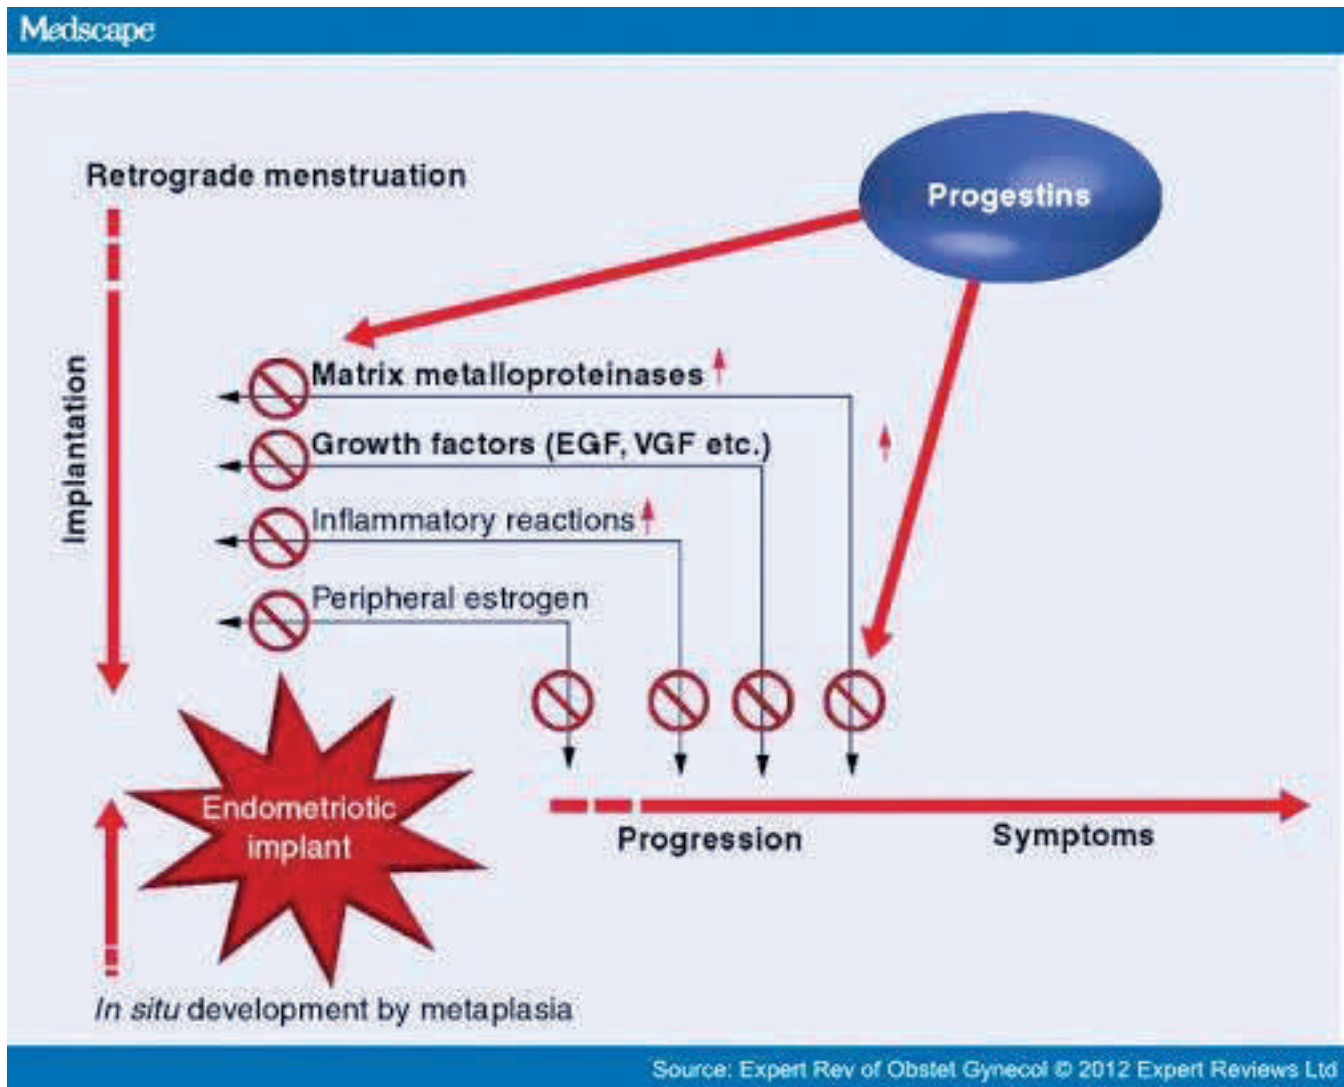 Medscape
Retrograde menstruation
Progestins
Implantation
Matrix metalloproteinases
Growth factors (EGF, VGF etc.)
Inflammatory reactions
Peripheral estrogen
Endometriotic
implant
Progression
Symptoms
In situ development by metaplasia
Source: Expert Rev of Obstet Gynecol © 2012 Expert Reviews Ltd